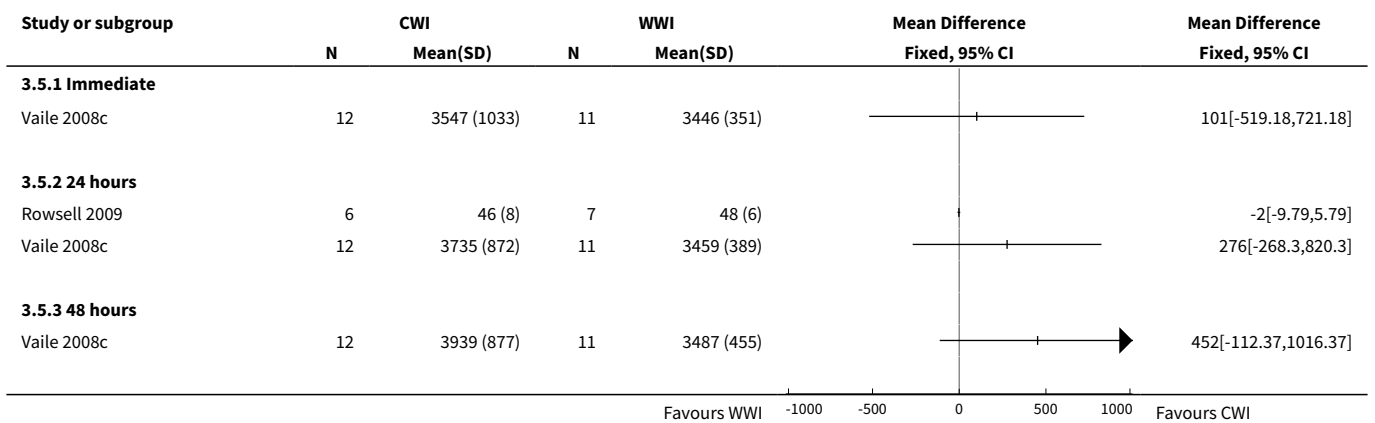 Study or subgroup CWI WWI Mean Difference Mean Difference
N Mean(SD) N Mean(SD) Fixed, 95% CI Fixed, 95% CI
3.5.1 Immediate
Vaile 2008c 12 3547 (1033) 11 3446 (351) 101[-519.18,721.18]
3.5.2 24 hours
Rowsell 2009 6 46 (8) 7 48 (6) -2[-9.79,5.79]
Vaile 2008c 12 3735 (872) 11 3459 (389) 276[-268.3,820.3]
3.5.3 48 hours
Vaile 2008c 12 3939 (877) 11 3487 (455) 452[-112.37,1016.37]
Favours WWI -1000 -500 0 500 1000 Favours CWI